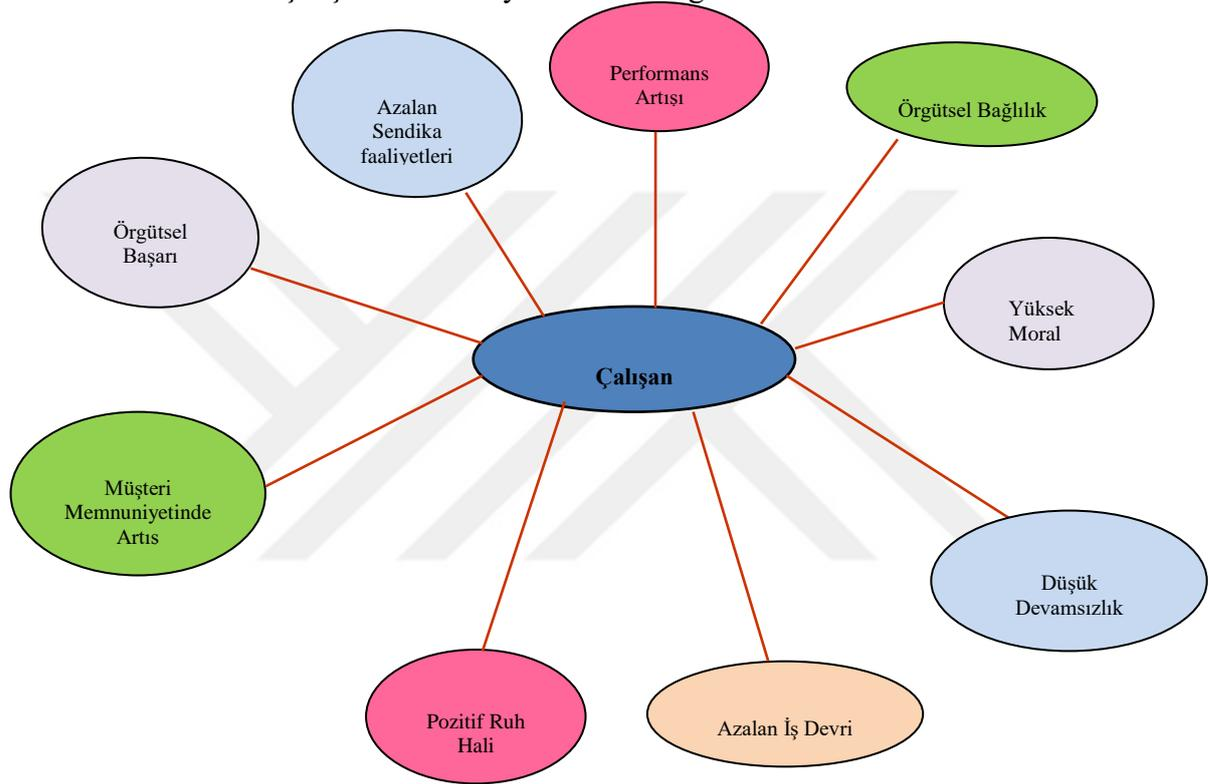 Performans
Artışı
Azalan
Sendika
faaliyetleri
Örgütsel Bağlılık
Örgütsel
Başarı
Yüksek
Moral
Çalışan
Müşteri
Memnuniyetinde
Artıs
Düşük
Devamsızlık
Pozitif Ruh
Hali
Azalan İş Devri